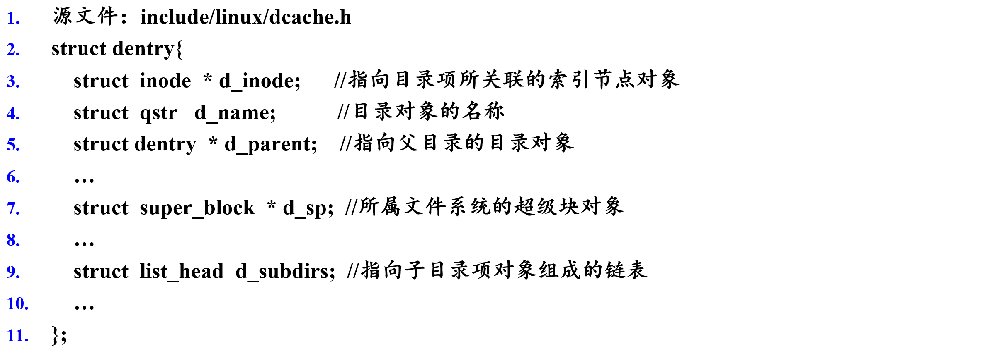 1. 源文件：include/linux/dcache.h
2. struct dentry{
3. struct inode * d_inode; //指向目录项所关联的索引节点对象
4. struct qstr d_name; //目录对象的名称
5. struct dentry * d_parent; //指向父目录的目录对象
6. …
7. struct super_block * d_sp; //所属文件系统的超级块对象
8. …
9. struct list_head d_subdirs; //指向子目录项对象组成的链表
10. …
11. };